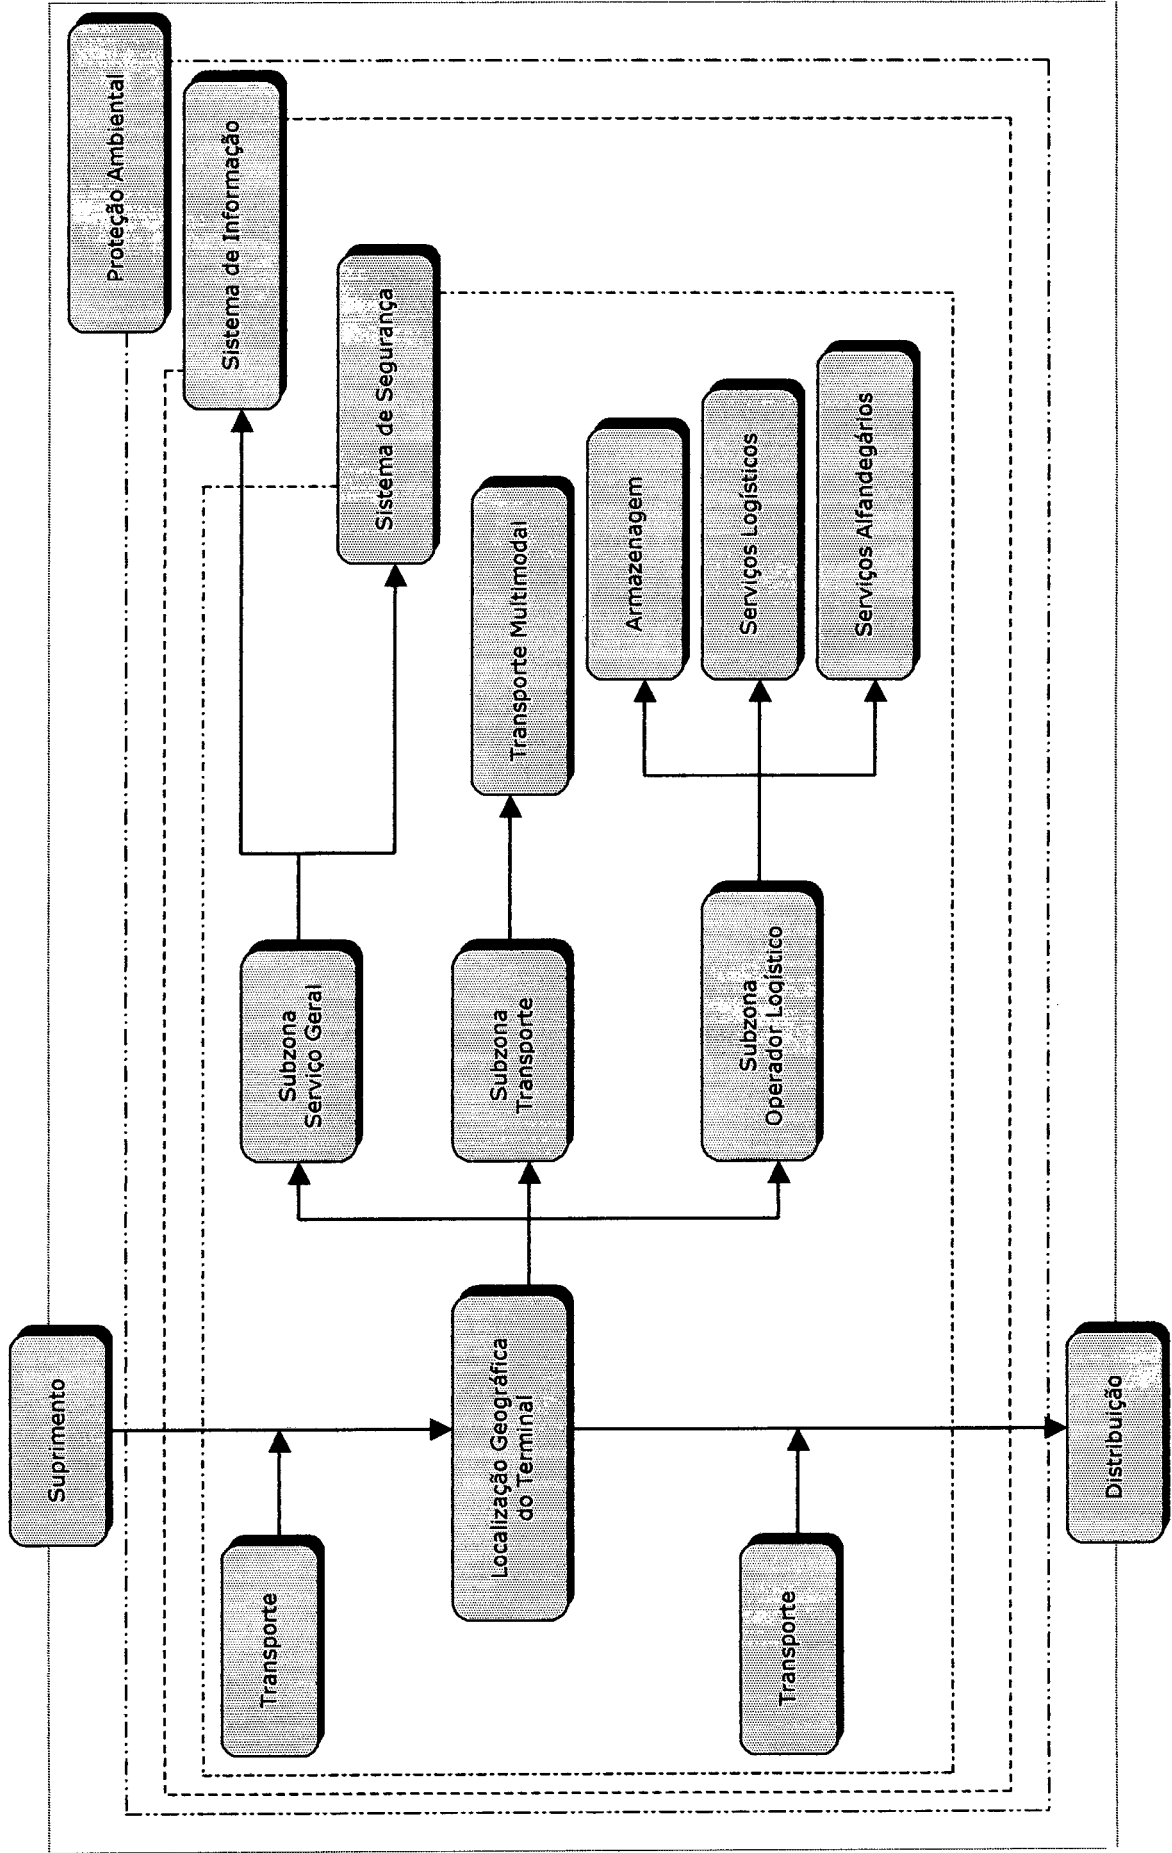 Suprimento
Transporte
Localização Geográfica
do Terminal
Transporte
Distribuição
Subzona
Serviço Geral
Subzona
Transporte
Subzona
Operador Logístico
Proteção Ambiental
Sistema de Informação
Sistema de Segurança
Transporte Multimodal
Armazenagem
Serviços Logísticos
Serviços Alfandegários